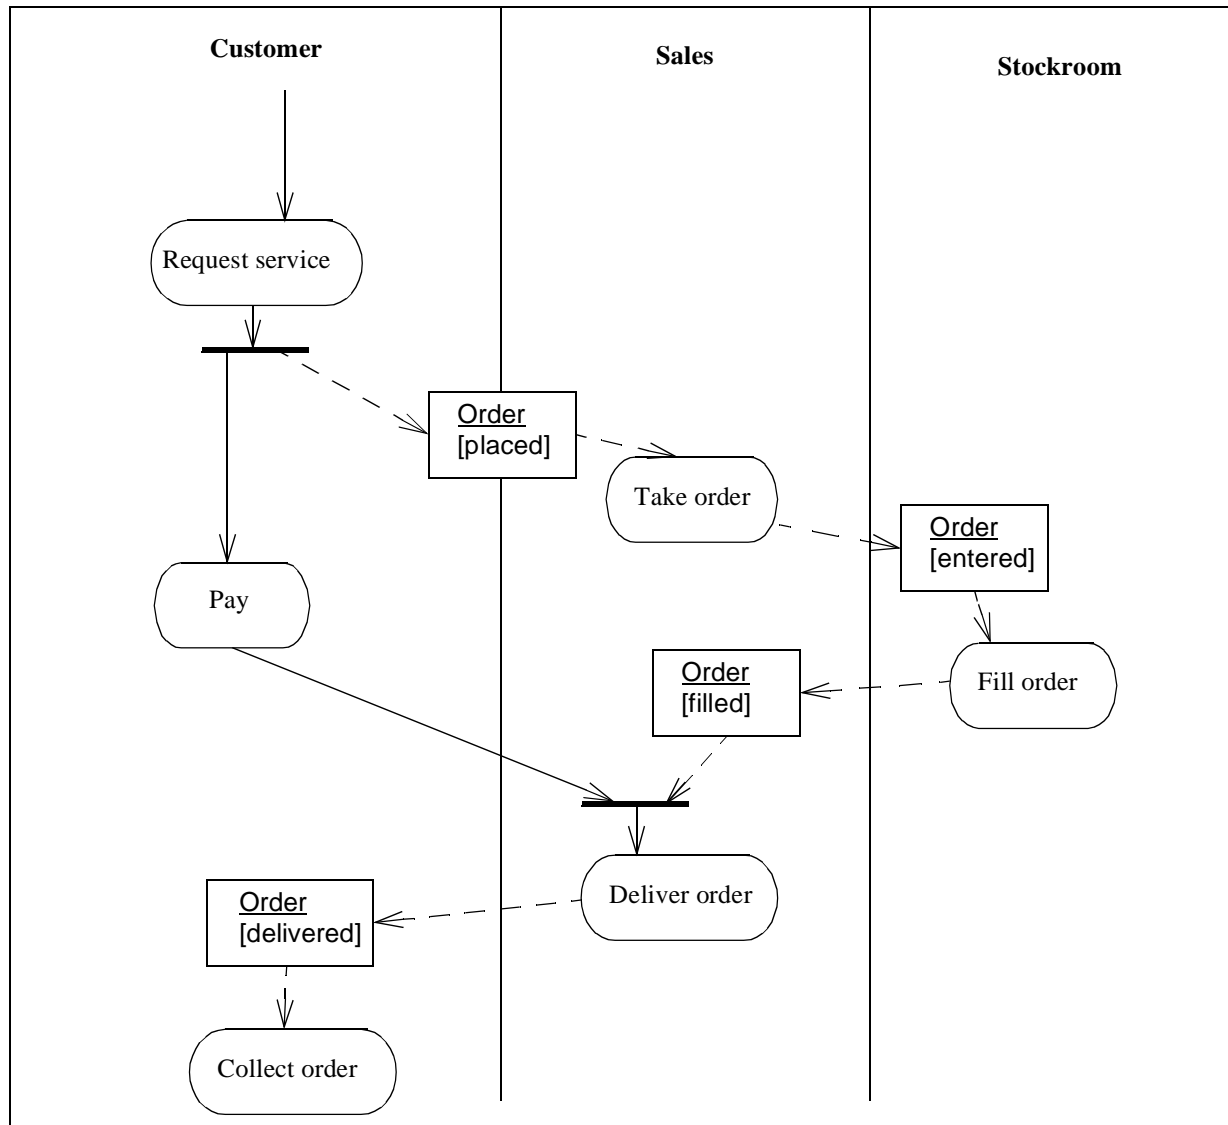 Customer
Sales
Stockroom
Request service
Order
[placed]
Take order
Order
[entered]
Pay
Order
[filled]
Fill order
Deliver order
Order
[delivered]
Collect order